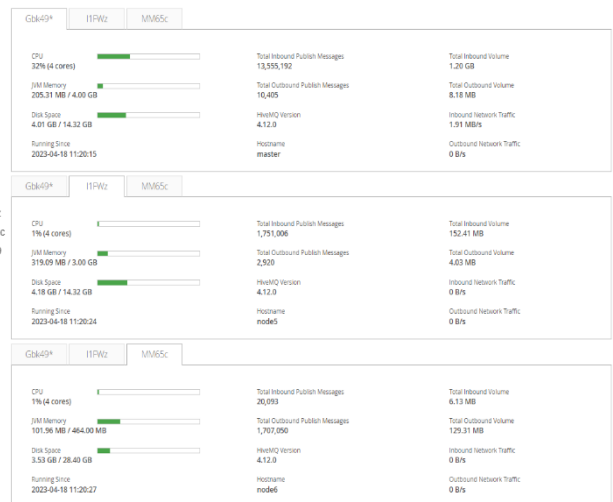 Gbk49* I1FWz MM65c
CPU Total Inbound Publish Messages Total Inbound Volume
32% (4 cores) 13,555,192 1.20 GB
JVM Memory Total Outbound Publish Messages Total Outbound Volume
205.31 MB / 4.00 GB 10,405 8.18 MB
Disk Space HiveMQ Version Inbound Network Traffic
4.01 GB / 14.32 GB 4.12.0 1.91 MB/s
Running Since Hostname Outbound Network Traffic
2023-04-18 11:20:15 master 0 B/s
Gbk49* I1FWz MM65c
CPU Total Inbound Publish Messages Total Inbound Volume
1% (4 cores) 1,751,006 152.41 MB
JVM Memory Total Outbound Publish Messages Total Outbound Volume
319.09 MB / 3.00 GB 2,920 4.03 MB
Disk Space HiveMQ Version Inbound Network Traffic
4.18 GB / 14.32 GB 4.12.0 0 B/s
Running Since Hostname Outbound Network Traffic
2023-04-18 11:20:24 node5 0 B/s
Gbk49* I1FWz MM65c
CPU Total Inbound Publish Messages Total Inbound Volume
1% (4 cores) 20,093 6.13 MB
JVM Memory Total Outbound Publish Messages Total Outbound Volume
101.96 MB / 464.00 MB 1,707,050 129.31 MB
Disk Space HiveMQ Version Inbound Network Traffic
3.53 GB / 28.40 GB 4.12.0 0 B/s
Running Since Hostname Outbound Network Traffic
2023-04-18 11:20:27 node6 0 B/s